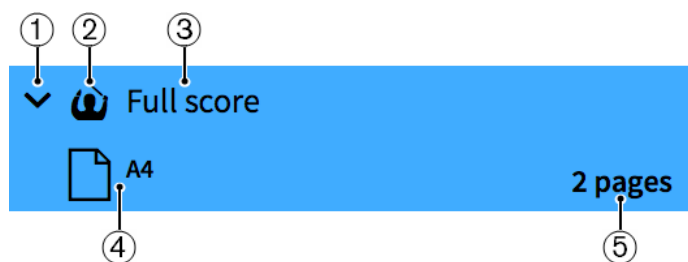 ① ② ③
Full score
A4
2 pages
④ ⑤